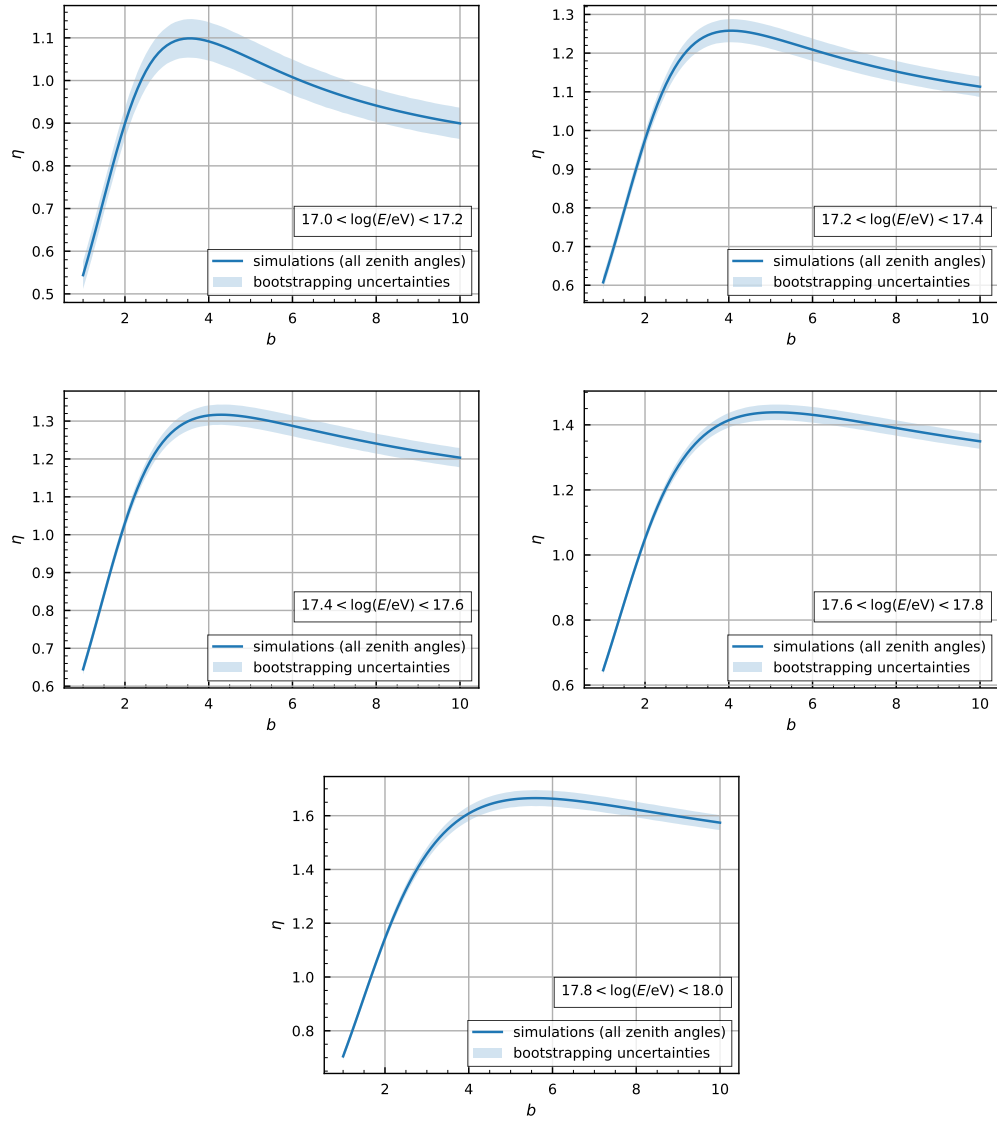 1.1
1.0
0.9
0.8
0.7
0.6
0.5
η
17.0 < log(E/eV) < 17.2
simulations (all zenith angles)
bootstrapping uncertainties
2 4 6 8 10
b
1.3
1.2
1.1
1.0
0.9
0.8
0.7
0.6
η
17.2 < log(E/eV) < 17.4
simulations (all zenith angles)
bootstrapping uncertainties
2 4 6 8 10
b
1.3
1.2
1.1
1.0
0.9
0.8
0.7
0.6
η
17.4 < log(E/eV) < 17.6
simulations (all zenith angles)
bootstrapping uncertainties
2 4 6 8 10
b
1.4
1.2
1.0
0.8
0.6
η
17.6 < log(E/eV) < 17.8
simulations (all zenith angles)
bootstrapping uncertainties
2 4 6 8 10
b
1.6
1.4
1.2
1.0
0.8
η
17.8 < log(E/eV) < 18.0
simulations (all zenith angles)
bootstrapping uncertainties
2 4 6 8 10
b